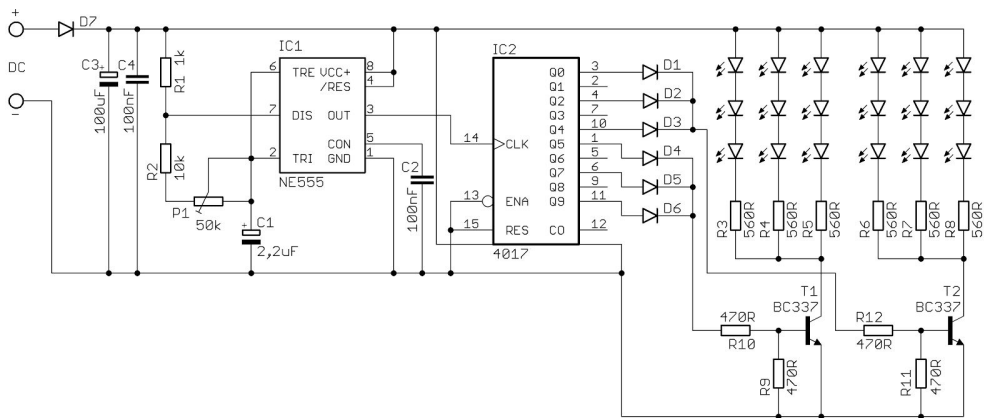 +
D7
DC
-
C3
+
100uF
C4
100nF
R1
1k
R2
10k
P1
50k
IC1
6
TRE
VCC+
8
/RES
4
7
DIS
OUT
3
CON
5
2
TRI
GND
1
NE555
+
C1
2,2uF
C2
100nF
IC2
14
CLK
13
ENA
15
RES
Q0
3
Q1
2
Q2
4
Q3
7
Q4
10
Q5
1
Q6
5
Q7
6
Q8
9
Q9
11
CO
12
4017
D1
D2
D3
D4
D5
D6
R3
560R
R4
560R
R5
560R
R6
560R
R7
560R
R8
560R
T1
BC337
T2
BC337
470R
R10
R12
470R
R9
470R
R11
470R